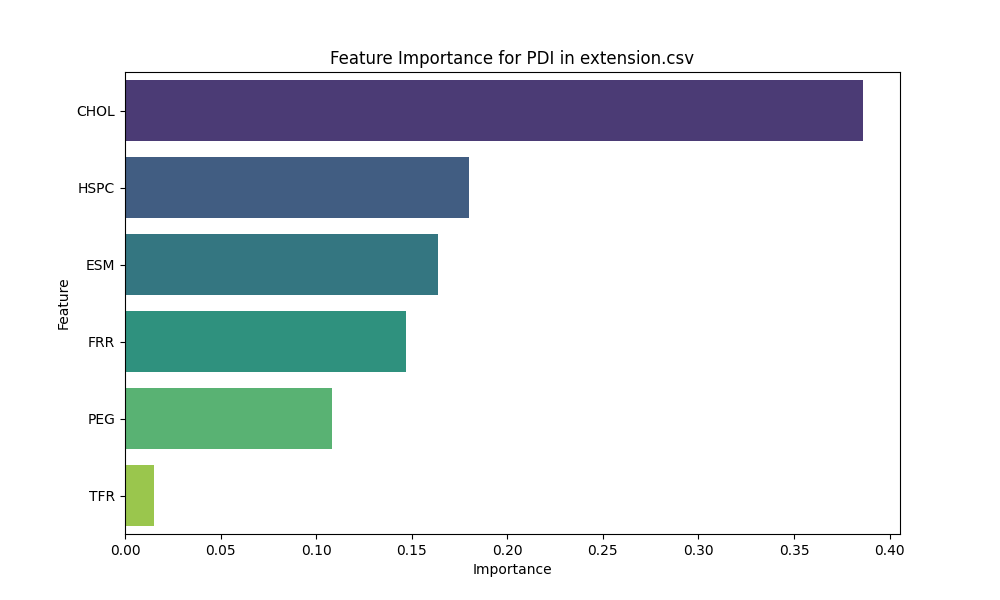 Feature Importance for PDI in extension.csv
CHOL
HSPC
ESM
FRR
PEG
TFR
Feature
0.00 0.05 0.10 0.15 0.20 0.25 0.30 0.35 0.40
Importance